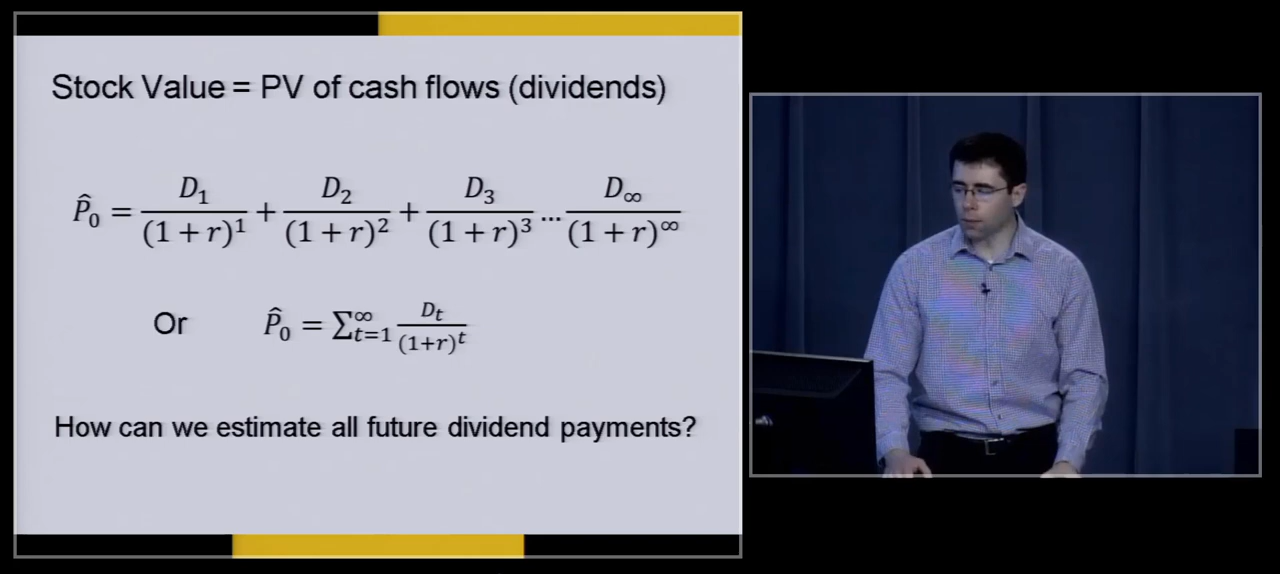 Stock Value = PV of cash flows (dividends)
P̂₀ = D₁/(1 + r)¹ + D₂/(1 + r)² + D₃/(1 + r)³ ... D∞/(1 + r)^∞
Or P̂₀ = ∑_{t=1}^{∞} Dₜ/(1+r)ᵗ
How can we estimate all future dividend payments?